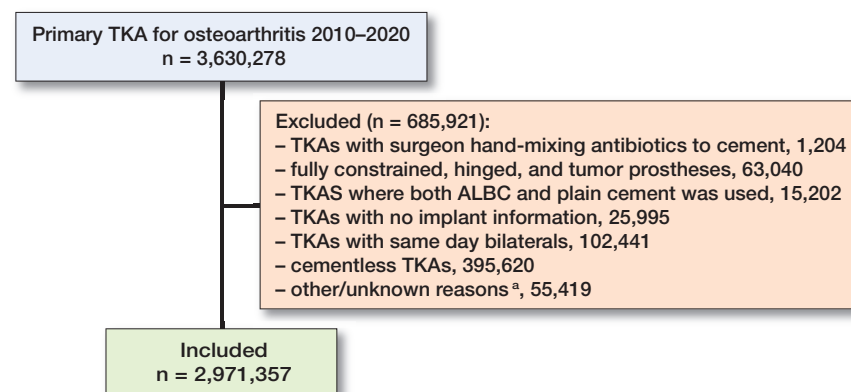 Primary TKA for osteoarthritis 2010–2020
n = 3,630,278
Excluded (n = 685,921):
– TKAs with surgeon hand-mixing antibiotics to cement, 1,204
– fully constrained, hinged, and tumor prostheses, 63,040
– TKAS where both ALBC and plain cement was used, 15,202
– TKAs with no implant information, 25,995
– TKAs with same day bilaterals, 102,441
– cementless TKAs, 395,620
– other/unknown reasons a, 55,419
Included
n = 2,971,357